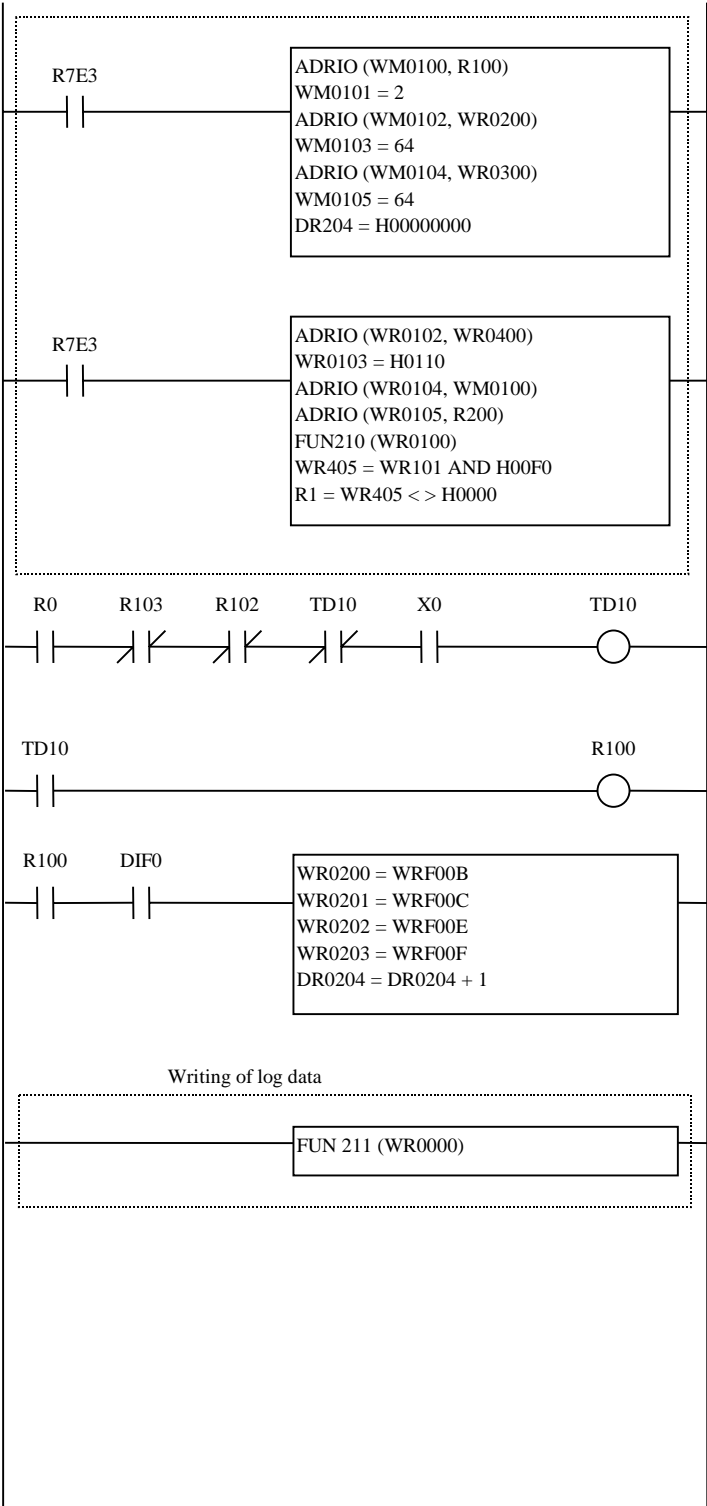 R7E3
ADRIO (WM0100, R100)
WM0101 = 2
ADRIO (WM0102, WR0200)
WM0103 = 64
ADRIO (WM0104, WR0300)
WM0105 = 64
DR204 = H00000000
R7E3
ADRIO (WR0102, WR0400)
WR0103 = H0110
ADRIO (WR0104, WM0100)
ADRIO (WR0105, R200)
FUN210 (WR0100)
WR405 = WR101 AND H00F0
R1 = WR405 < > H0000
R0 R103 R102 TD10 X0 TD10
TD10 R100
R100 DIF0
WR0200 = WRF00B
WR0201 = WRF00C
WR0202 = WRF00E
WR0203 = WRF00F
DR0204 = DR0204 + 1
Writing of log data
FUN 211 (WR0000)